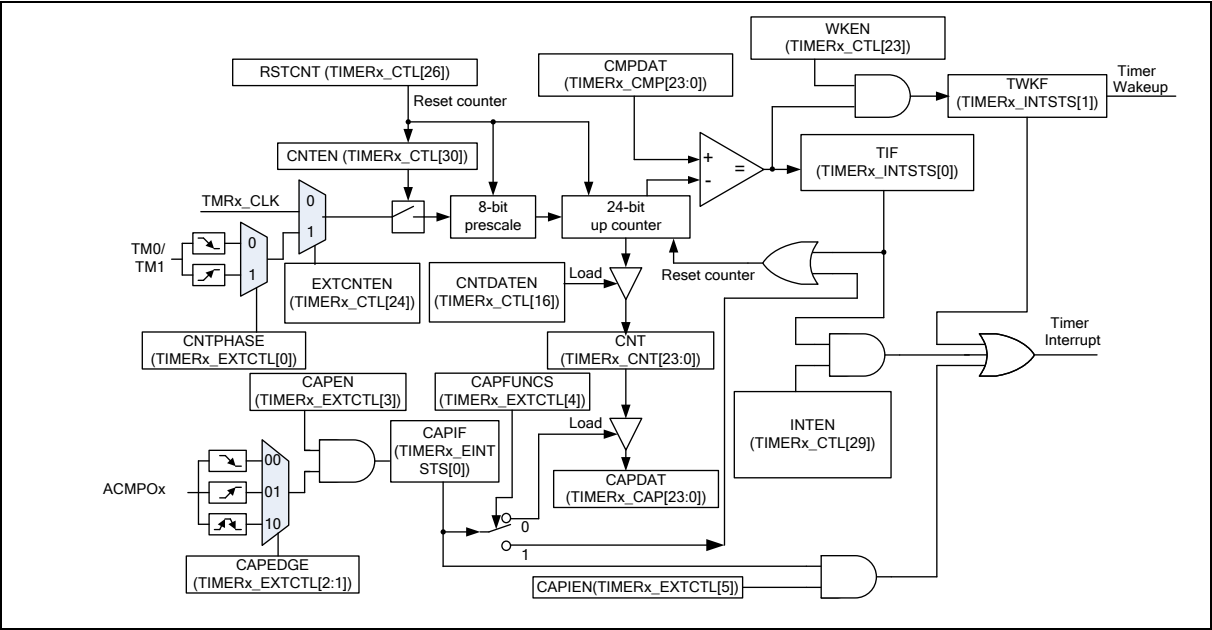 WKEN
(TIMERx_CTL[23])
RSTCNT (TIMERx_CTL[26])
CMPDAT
(TIMERx_CMP[23:0])
Timer
Wakeup
TWKF
(TIMERx_INTSTS[1])
Reset counter
CNTEN (TIMERx_CTL[30])
+
-
=
TIF
(TIMERx_INTSTS[0])
TMRx_CLK
0
1
8-bit
prescale
24-bit
up counter
TM0/
TM1
0
1
EXTCNTEN
(TIMERx_CTL[24])
CNTDATEN
(TIMERx_CTL[16])
Load
Reset counter
CNTPHASE
(TIMERx_EXTCTL[0])
CNT
(TIMERx_CNT[23:0])
Timer
Interrupt
CAPEN
(TIMERx_EXTCTL[3])
CAPFUNCS
(TIMERx_EXTCTL[4])
INTEN
(TIMERx_CTL[29])
CAPIF
(TIMERx_EINT
STS[0])
Load
CAPDAT
(TIMERx_CAP[23:0])
ACMPOx
00
01
10
0
1
CAPEDGE
(TIMERx_EXTCTL[2:1])
CAPIEN(TIMERx_EXTCTL[5])